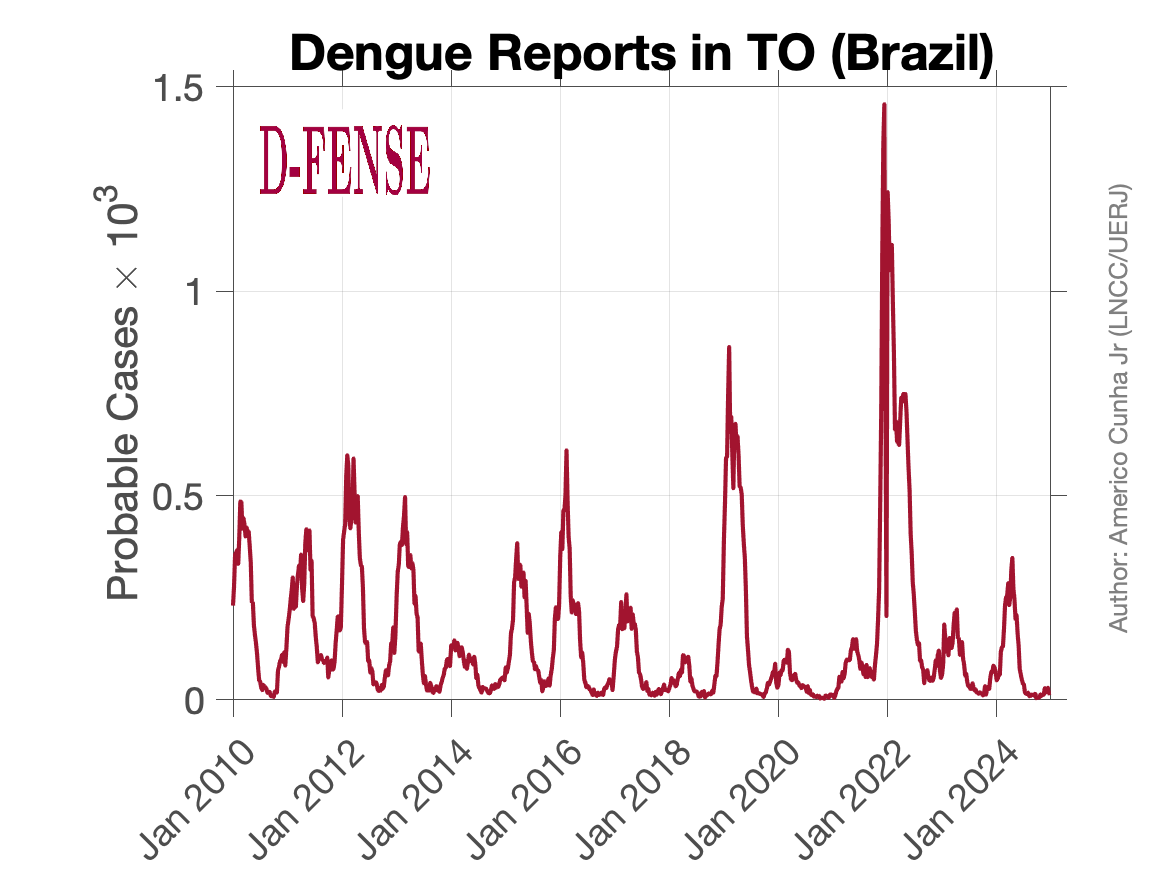 Dengue Reports in TO (Brazil)
D-FENSE
Probable Cases × 10³
1.5
1
0.5
0
Jan 2010
Jan 2012
Jan 2014
Jan 2016
Jan 2018
Jan 2020
Jan 2022
Jan 2024
Author: Americo Cunha Jr (LNCC/UERJ)